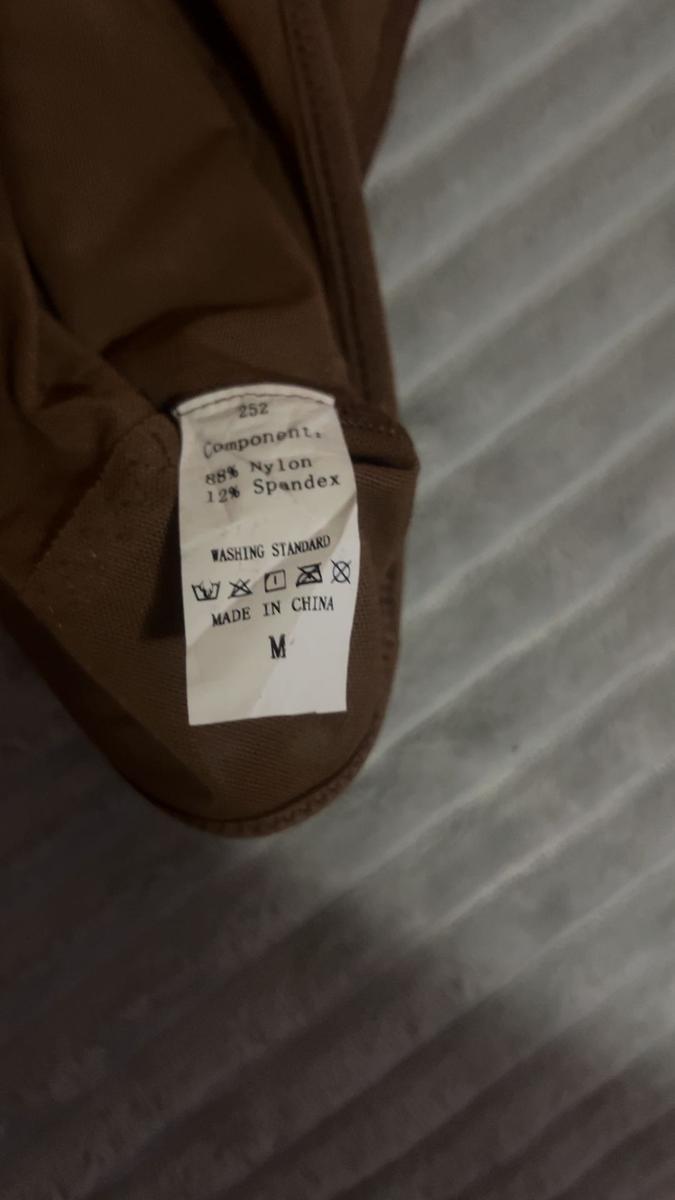 252
Component:
88% Nylon
12% Spandex
WASHING STANDARD
MADE IN CHINA
M